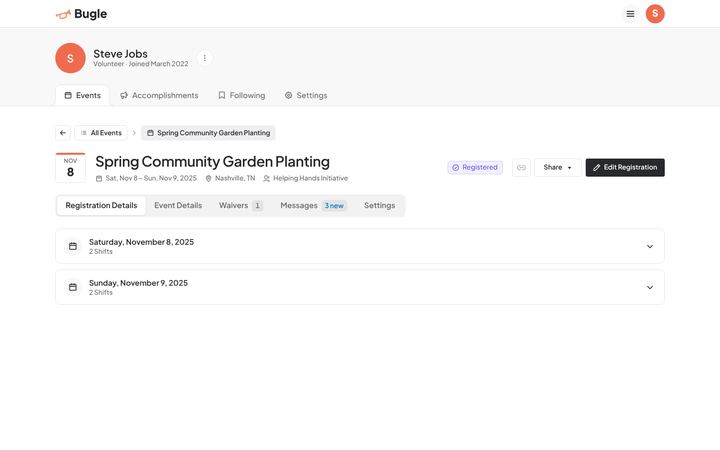 Bugle
S
S
Steve Jobs
Volunteer · Joined March 2022
Events
Accomplishments
Following
Settings
All Events
Spring Community Garden Planting
NOV
8
Spring Community Garden Planting
Sat, Nov 8 – Sun, Nov 9, 2025
Nashville, TN
Helping Hands Initiative
Registered
Share
Edit Registration
Registration Details
Event Details
Waivers 1
Messages 3 new
Settings
Saturday, November 8, 2025
2 Shifts
Sunday, November 9, 2025
2 Shifts